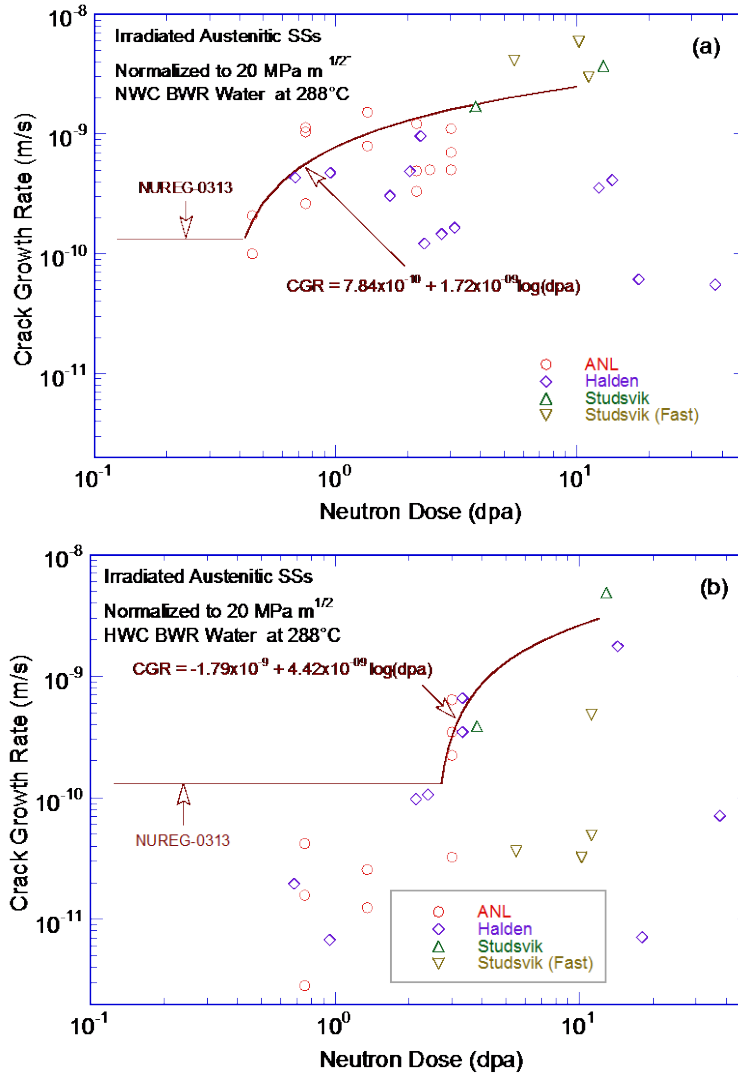 Irradiated Austenitic SSs
(a)
Normalized to 20 MPa m^1/2-
NWC BWR Water at 288°C
NUREG-0313
CGR = 7.84x10^-10 + 1.72x10^-09 log(dpa)
ANL
Halden
Studsvik
Studsvik (Fast)
10^-8
10^-9
10^-10
10^-11
Crack Growth Rate (m/s)
10^-1
10^0
10^1
Neutron Dose (dpa)
Irradiated Austenitic SSs
(b)
Normalized to 20 MPa m^1/2
HWC BWR Water at 288°C
CGR = -1.79x10^-9 + 4.42x10^-09 log(dpa)
NUREG-0313
ANL
Halden
Studsvik
Studsvik (Fast)
10^-8
10^-9
10^-10
10^-11
Crack Growth Rate (m/s)
10^-1
10^0
10^1
Neutron Dose (dpa)